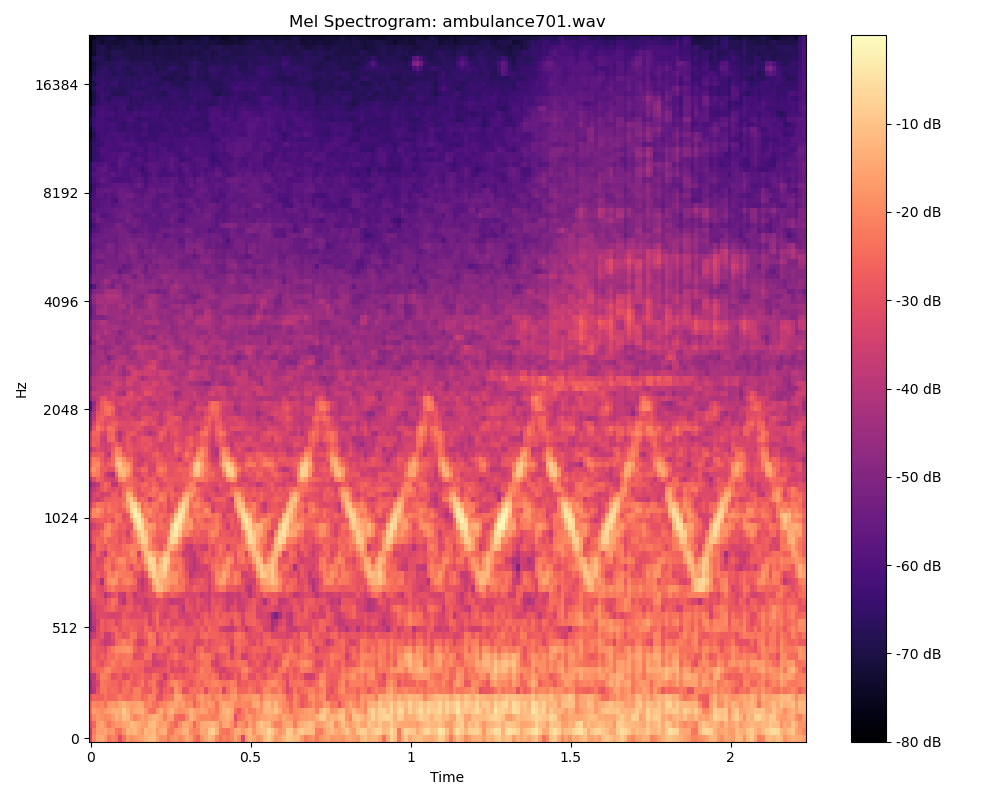 Mel Spectrogram: ambulance701.wav
16384
8192
4096
2048
1024
512
0
Hz
0
0.5
1
1.5
2
Time
-10 dB
-20 dB
-30 dB
-40 dB
-50 dB
-60 dB
-70 dB
-80 dB